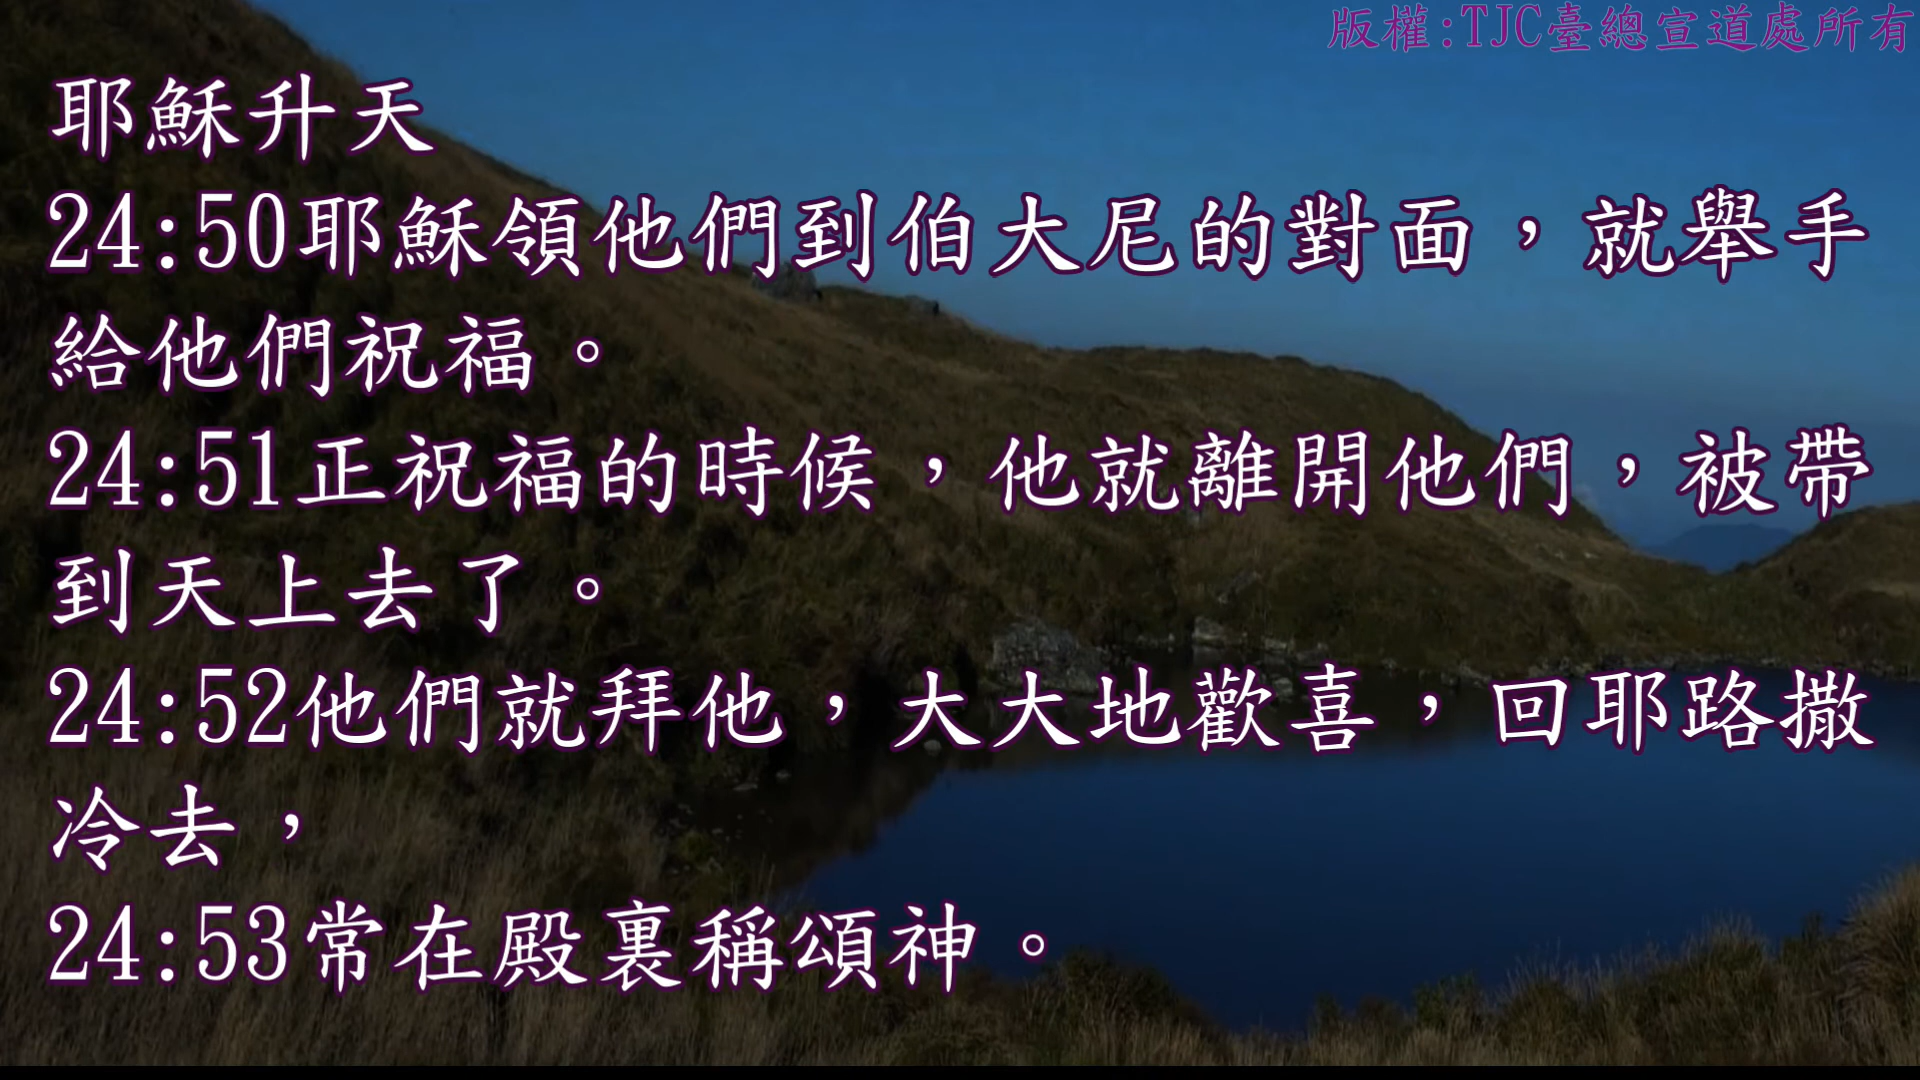 版權:TJC臺總宣道處所有
耶穌升天
24:50耶穌領他們到伯大尼的對面，就舉手
給他們祝福。
24:51正祝福的時候，他就離開他們，被帶
到天上去了。
24:52他們就拜他，大大地歡喜，回耶路撒
冷去，
24:53常在殿裏稱頌神。